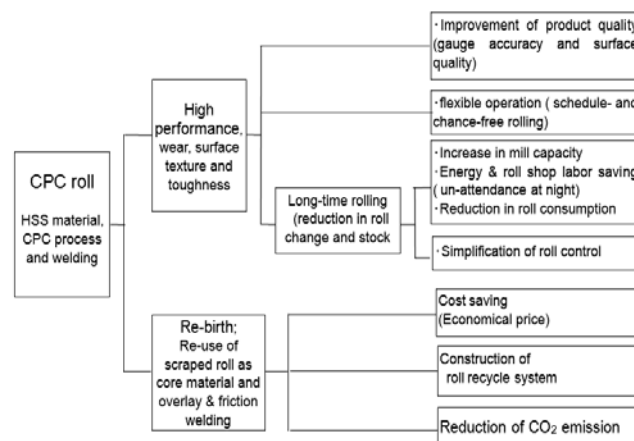 CPC roll
HSS material,
CPC process
and welding
High
performance,
wear, surface
texture and
toughness
·Improvement of product quality
(gauge accuracy and surface
quality)
·flexible operation ( schedule- and
chance-free rolling)
Long-time rolling
(reduction in roll
change and stock
·Increase in mill capacity
· Energy & roll shop labor saving
( un-attendance at night)
·Reduction in roll consumption
·Simplification of roll control
Re-birth;
Re-use of
scraped roll as
core material and
overlay & friction
welding
Cost saving
(Economical price)
Construction of
roll recycle system
Reduction of CO₂ emission